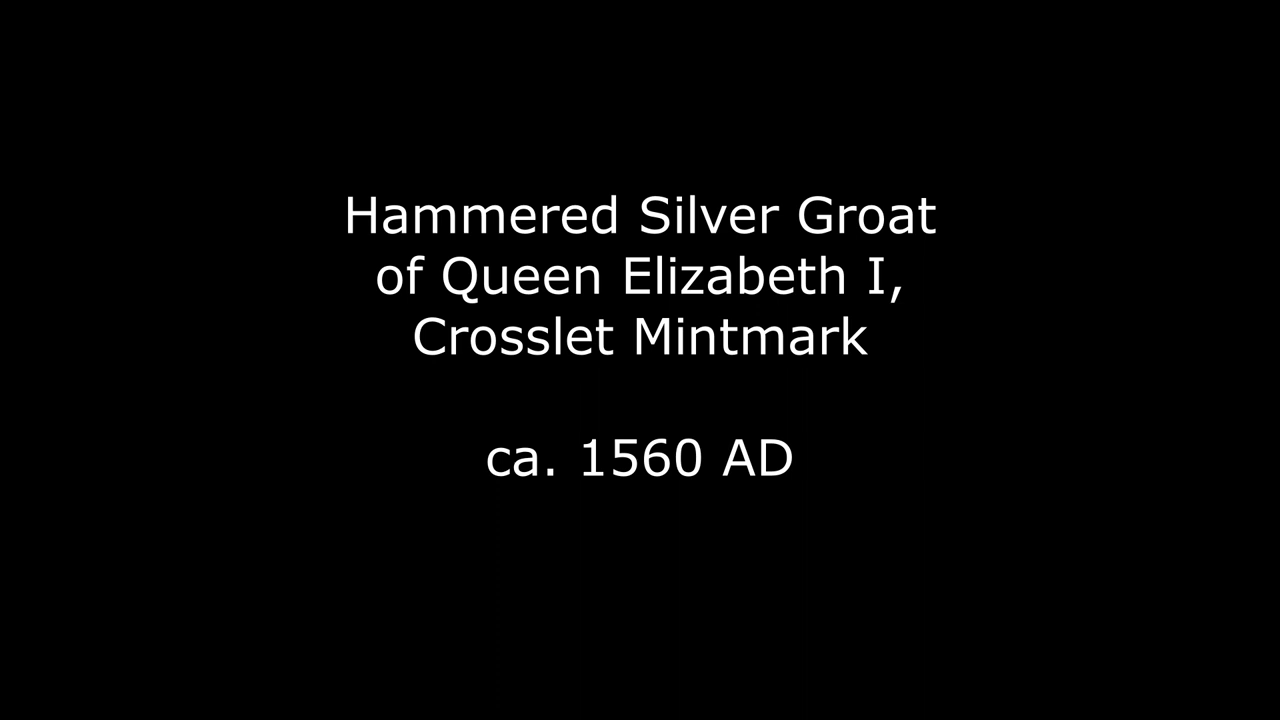 Hammered Silver Groat
of Queen Elizabeth I,
Crosslet Mintmark
ca. 1560 AD